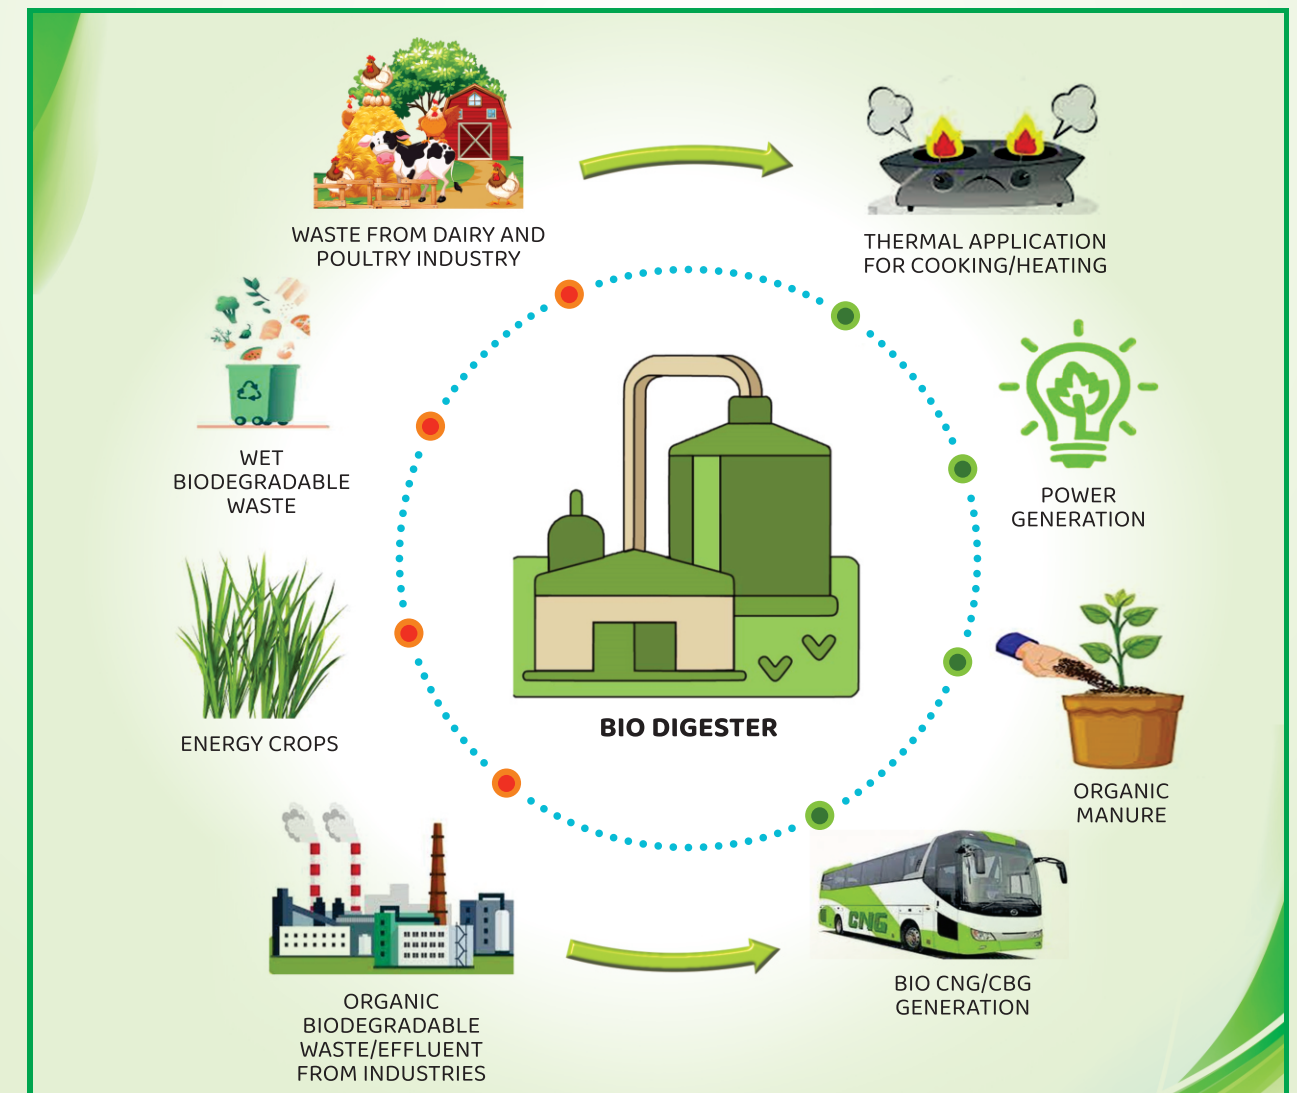 WASTE FROM DAIRY AND
POULTRY INDUSTRY
THERMAL APPLICATION
FOR COOKING/HEATING
WET
BIODEGRADABLE
WASTE
POWER
GENERATION
ENERGY CROPS
BIO DIGESTER
ORGANIC
MANURE
CNG
ORGANIC
BIODEGRADABLE
WASTE/EFFLUENT
FROM INDUSTRIES
BIO CNG/CBG
GENERATION